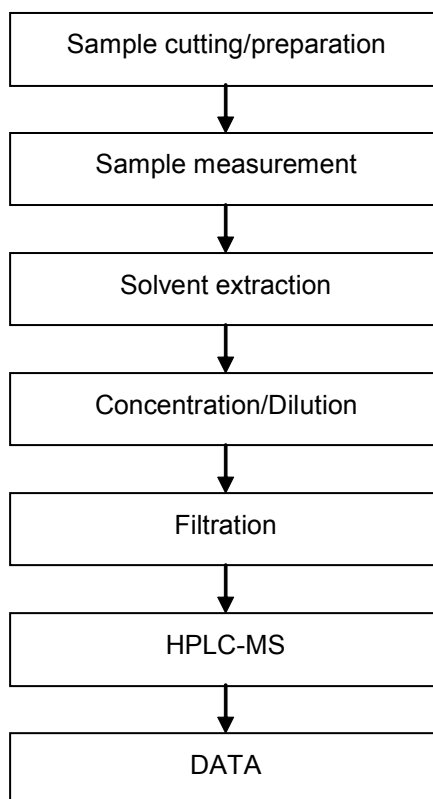 Sample cutting/preparation
Sample measurement
Solvent extraction
Concentration/Dilution
Filtration
HPLC-MS
DATA